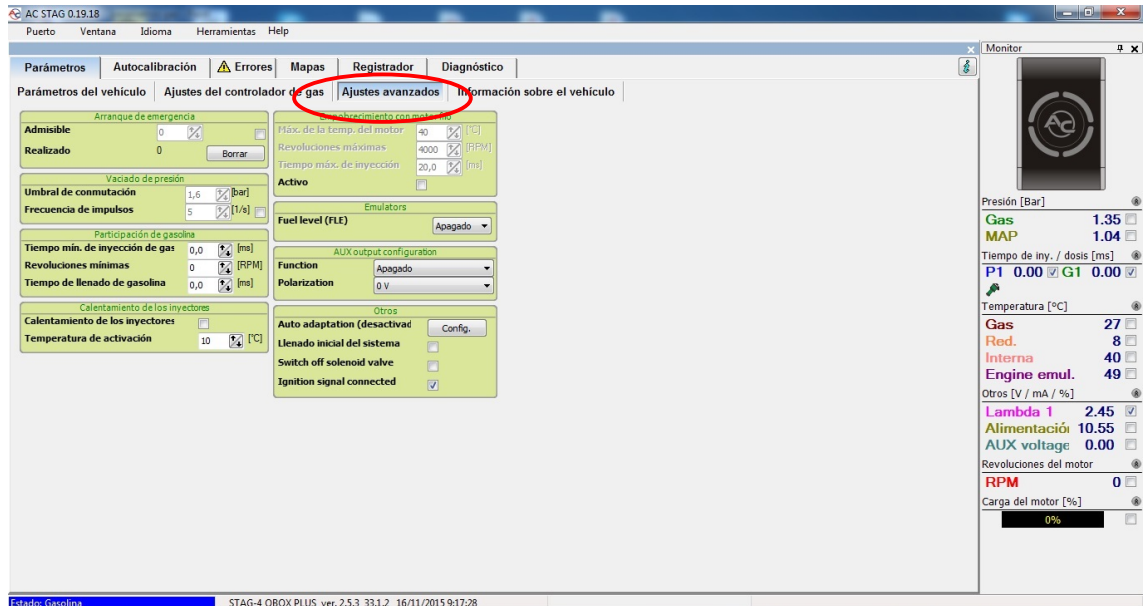 AC STAG 0.19.18
Puerto Ventana Idioma Herramientas Help
Parámetros Autocalibración Errores Mapas Registrador Diagnóstico
Parámetros del vehículo Ajustes del controlador de gas Ajustes avanzados Información sobre el vehículo
Arranque de emergencia
Admisible 0
Realizado 0 Borrar
Vaciado de presión
Umbral de conmutación 1,6 [bar]
Frecuencia de impulsos 5 [1/s]
Participación de gasolina
Tiempo mín. de inyección de gas 0,0 [ms]
Revoluciones mínimas 0 [RPM]
Tiempo de llenado de gasolina 0,0 [ms]
Calentamiento de los inyectores
Calentamiento de los inyectores
Temperatura de activación 10 [°C]
Empobrecimiento con motor frío
Máx. de la temp. del motor 40 [°C]
Revoluciones máximas 4000 [RPM]
Tiempo máx. de inyección 20,0 [ms]
Activo
Emulators
Fuel level (FLE) Apagado
AUX output configuration
Function Apagado
Polarization 0 V
Otros
Auto adaptation (desactivad Config.
Llenado inicial del sistema
Switch off solenoid valve
Ignition signal connected
Monitor
AC
Presión [Bar]
Gas 1.35
MAP 1.04
Tiempo de iny. / dosis [ms]
P1 0.00 G1 0.00
Temperatura [°C]
Gas 27
Red. 8
Interna 40
Engine emul. 49
Otros [V / mA / %]
Lambda 1 2.45
Alimentació 10.55
AUX voltage 0.00
Revoluciones del motor
RPM 0
Carga del motor [%]
0%
Estado: Gasolina STAG-4 QBOX PLUS ver. 2.5.3 33.1.2 16/11/2015 9:17:28